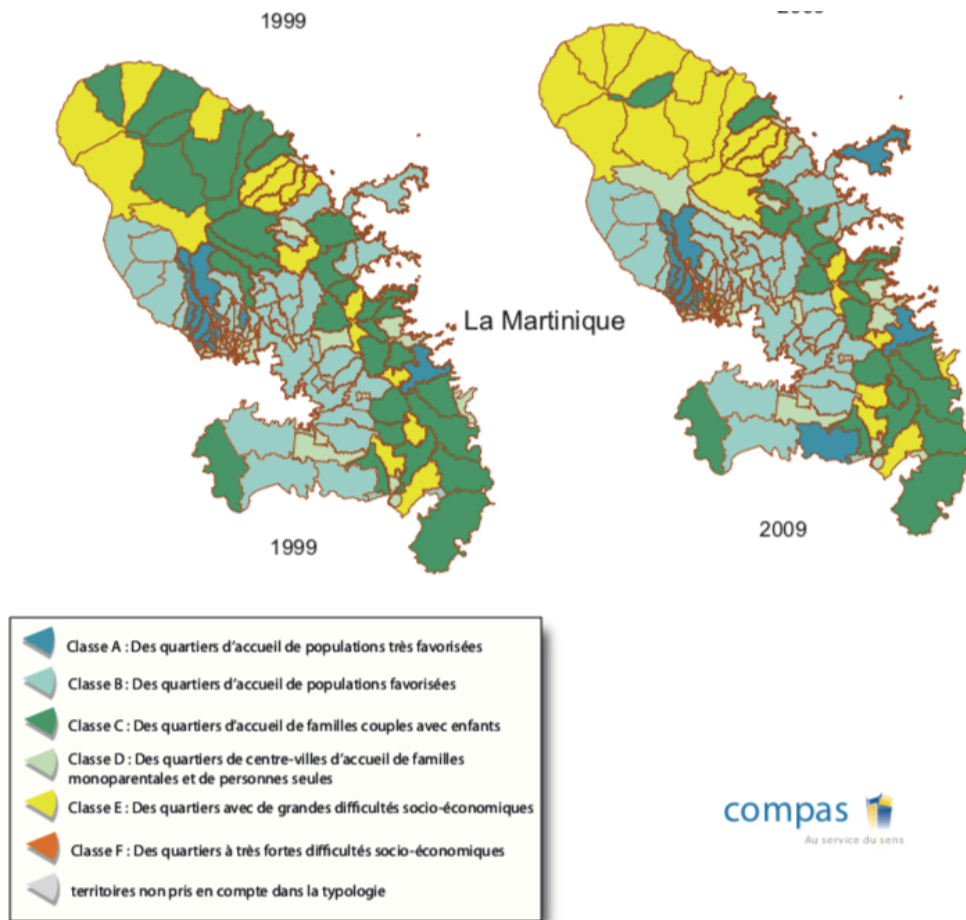 1999
La Martinique
1999
2009
Classe A : Des quartiers d'accueil de populations très favorisées
Classe B : Des quartiers d'accueil de populations favorisées
Classe C : Des quartiers d'accueil de familles couples avec enfants
Classe D : Des quartiers de centre-villes d'accueil de familles
monoparentales et de personnes seules
Classe E : Des quartiers avec de grandes difficultés socio-économiques
Classe F : Des quartiers à très fortes difficultés socio-économiques
territoires non pris en compte dans la typologie
compas
Au service du sens